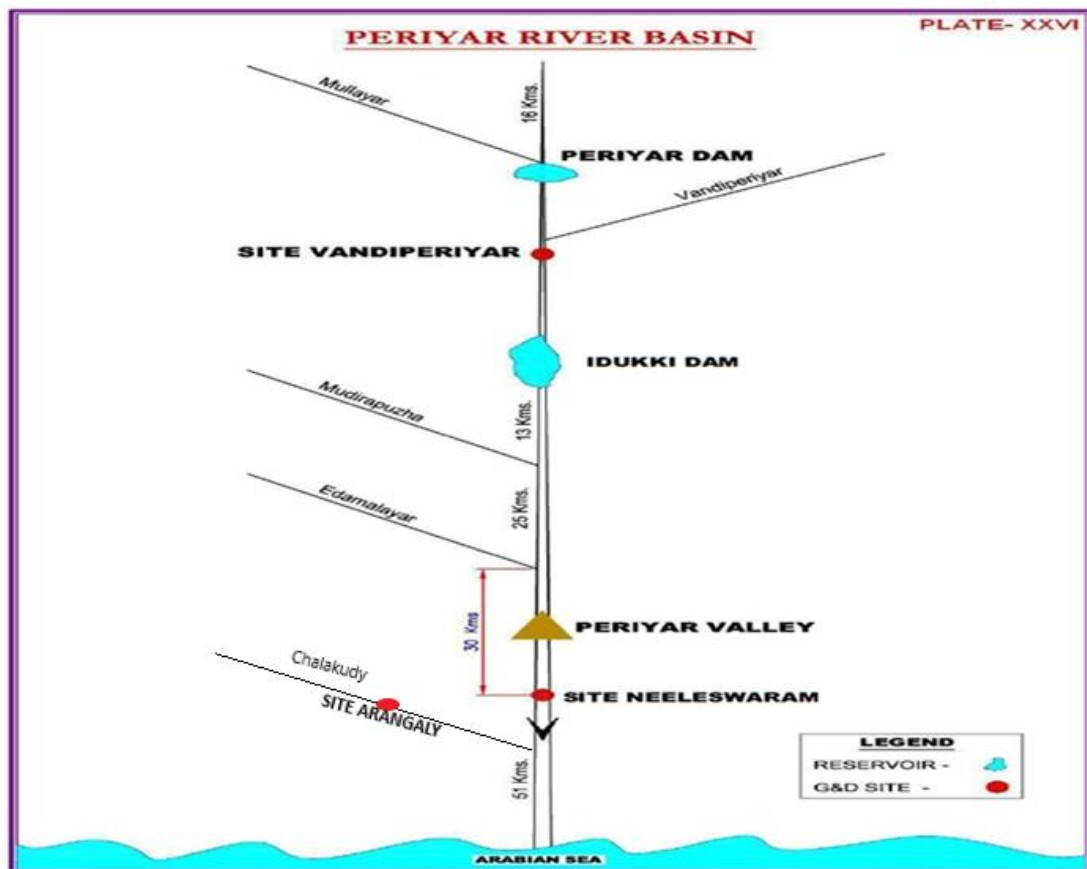 PLATE- XXVI
PERIYAR RIVER BASIN
Mullayar
16 Kms.
PERIYAR DAM
Vandiperiyar
SITE VANDIPERIYAR
IDUKKI DAM
Mudirapuzha
13 Kms.
Edamalayar
25 Kms.
30 Kms
PERIYAR VALLEY
Chalakudy
SITE ARANGALY
SITE NEELESWARAM
51 Kms.
LEGEND
RESERVOIR -
G&D SITE -
ARABIAN SEA